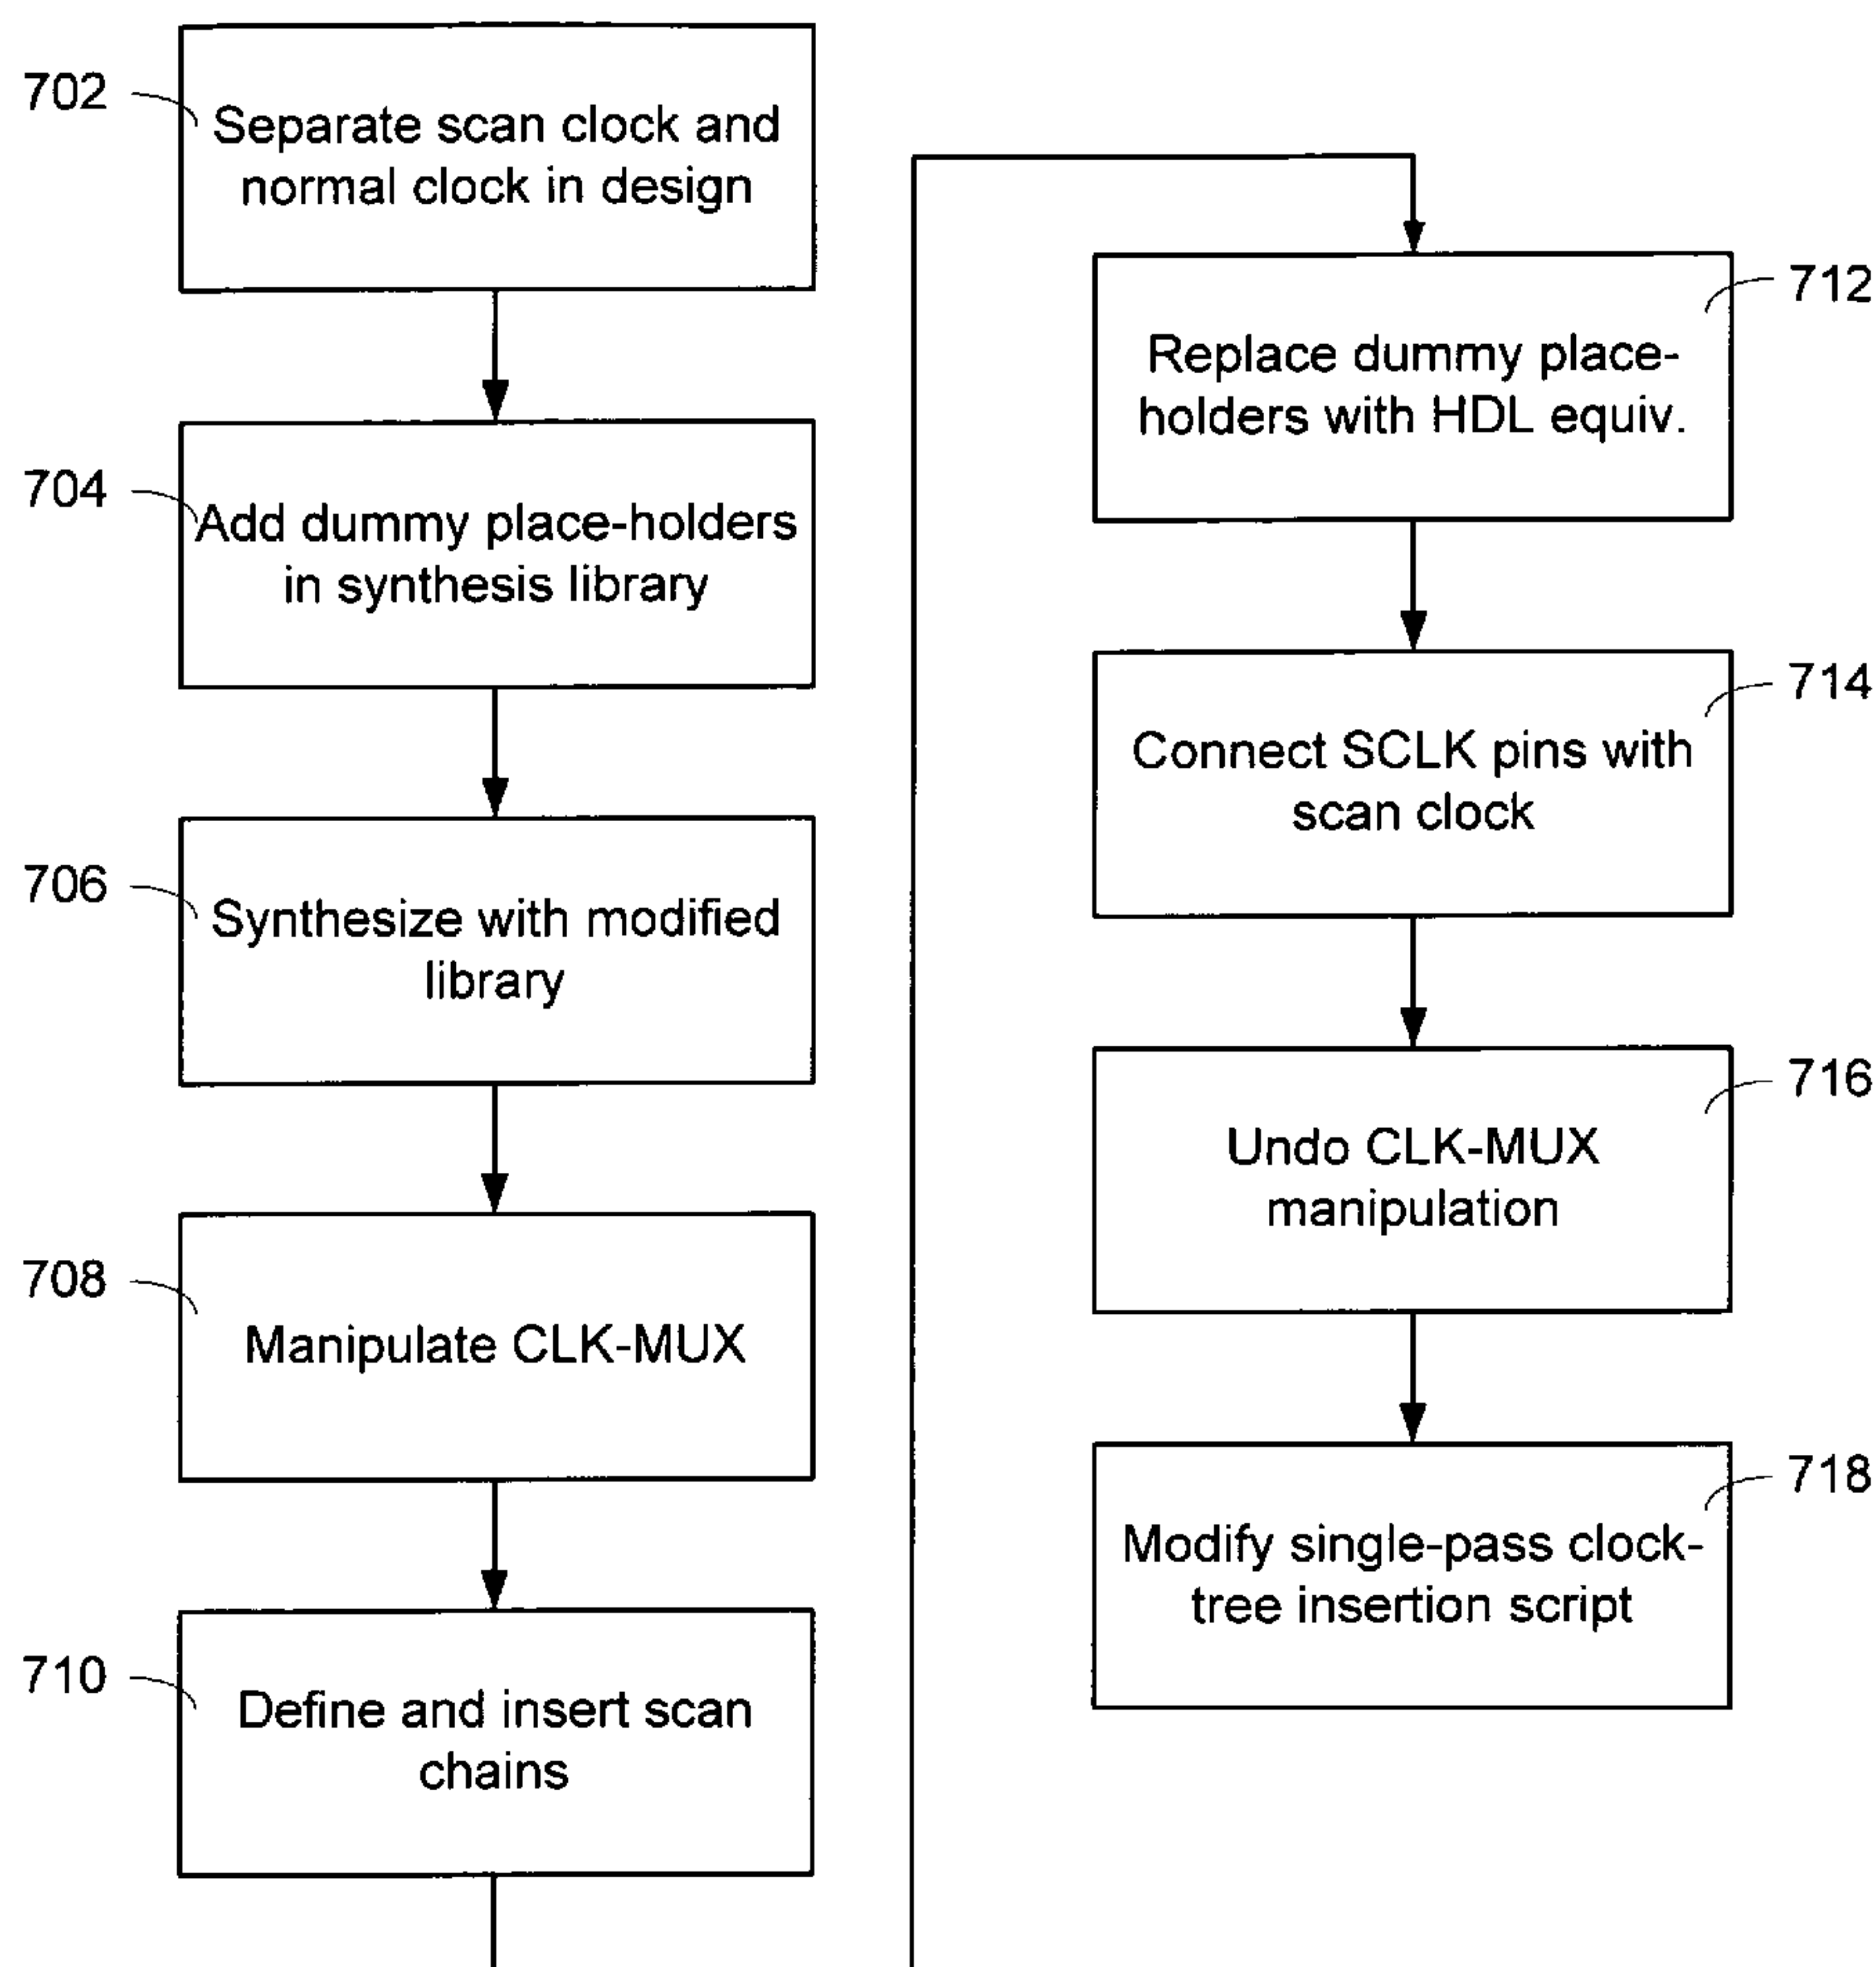 702
Separate scan clock and
normal clock in design
704
Add dummy place-holders
in synthesis library
706
Synthesize with modified
library
708
Manipulate CLK-MUX
710
Define and insert scan
chains
712
Replace dummy place-
holders with HDL equiv.
714
Connect SCLK pins with
scan clock
716
Undo CLK-MUX
manipulation
718
Modify single-pass clock-
tree insertion script